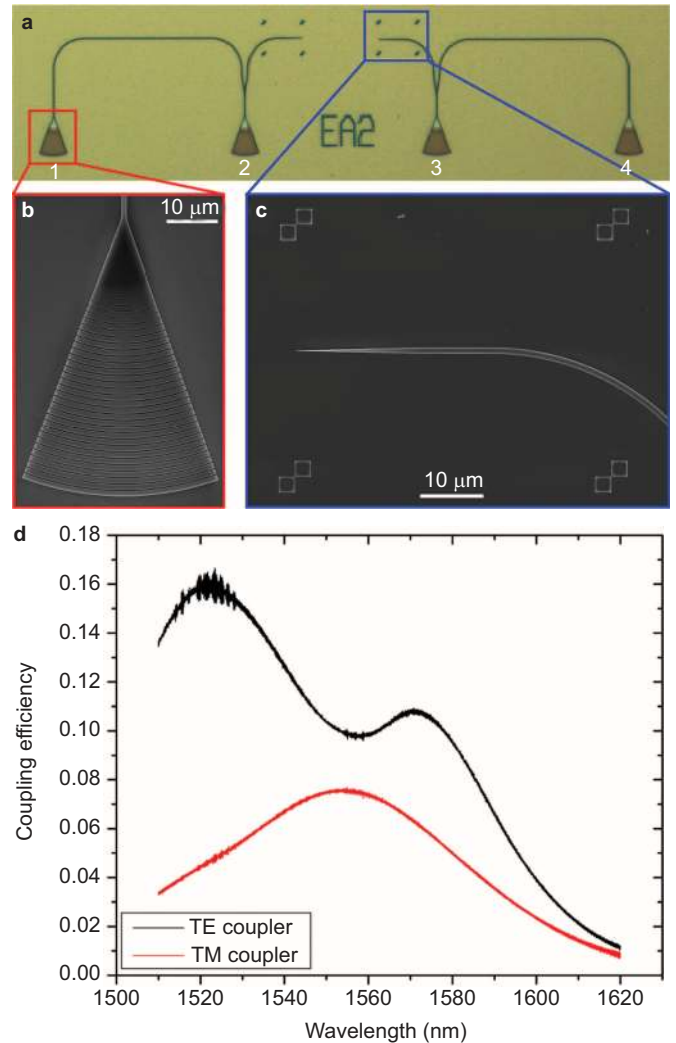 a
EA2
1 2 3 4
b
10 μm
c
10 μm
d
0.18
0.16
0.14
0.12
0.10
0.08
0.06
0.04
0.02
0.00
Coupling efficiency
TE coupler
TM coupler
1500 1520 1540 1560 1580 1600 1620
Wavelength (nm)